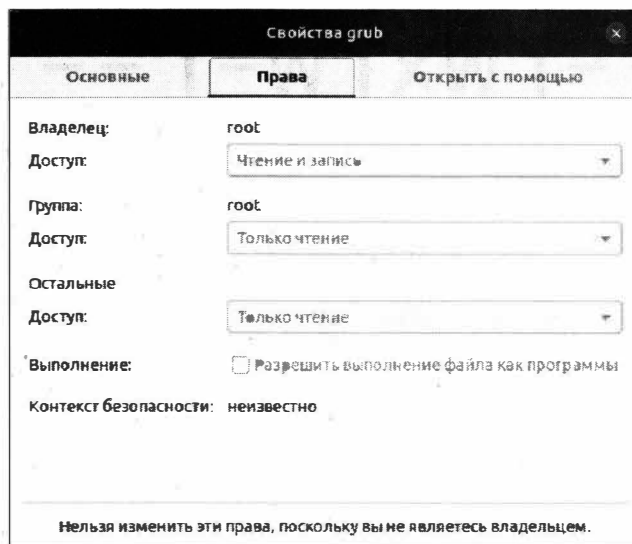 Свойства grub ×
Основные Права Открыть с помощью
Владелец: root
Доступ: Чтение и запись
Группа: root
Доступ: Только чтение
Остальные
Доступ: Только чтение
Выполнение: Разрешить выполнение файла как программы
Контекст безопасности: неизвестно
Нельзя изменить эти права, поскольку вы не являетесь владельцем.